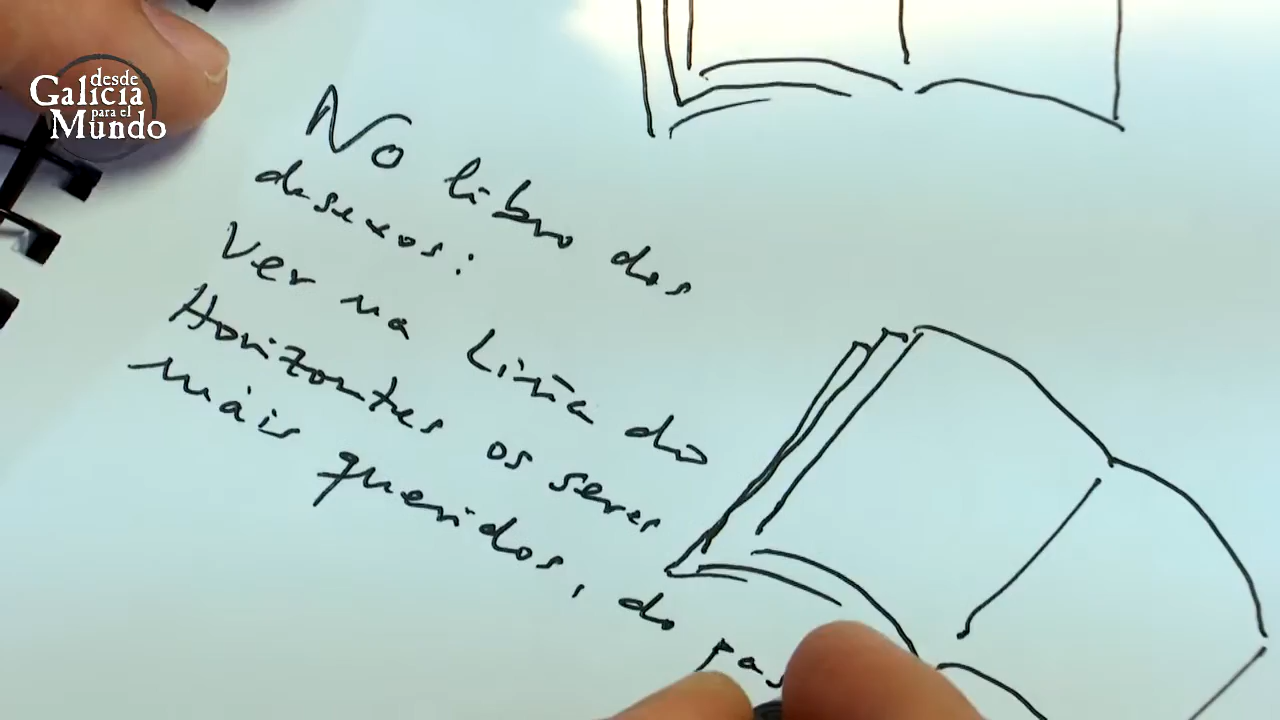 desde
Galicia
para el
Mundo
No libro dos
desexos:
Ver na Liña do
Horizontes os seres
máis queridos, do pas